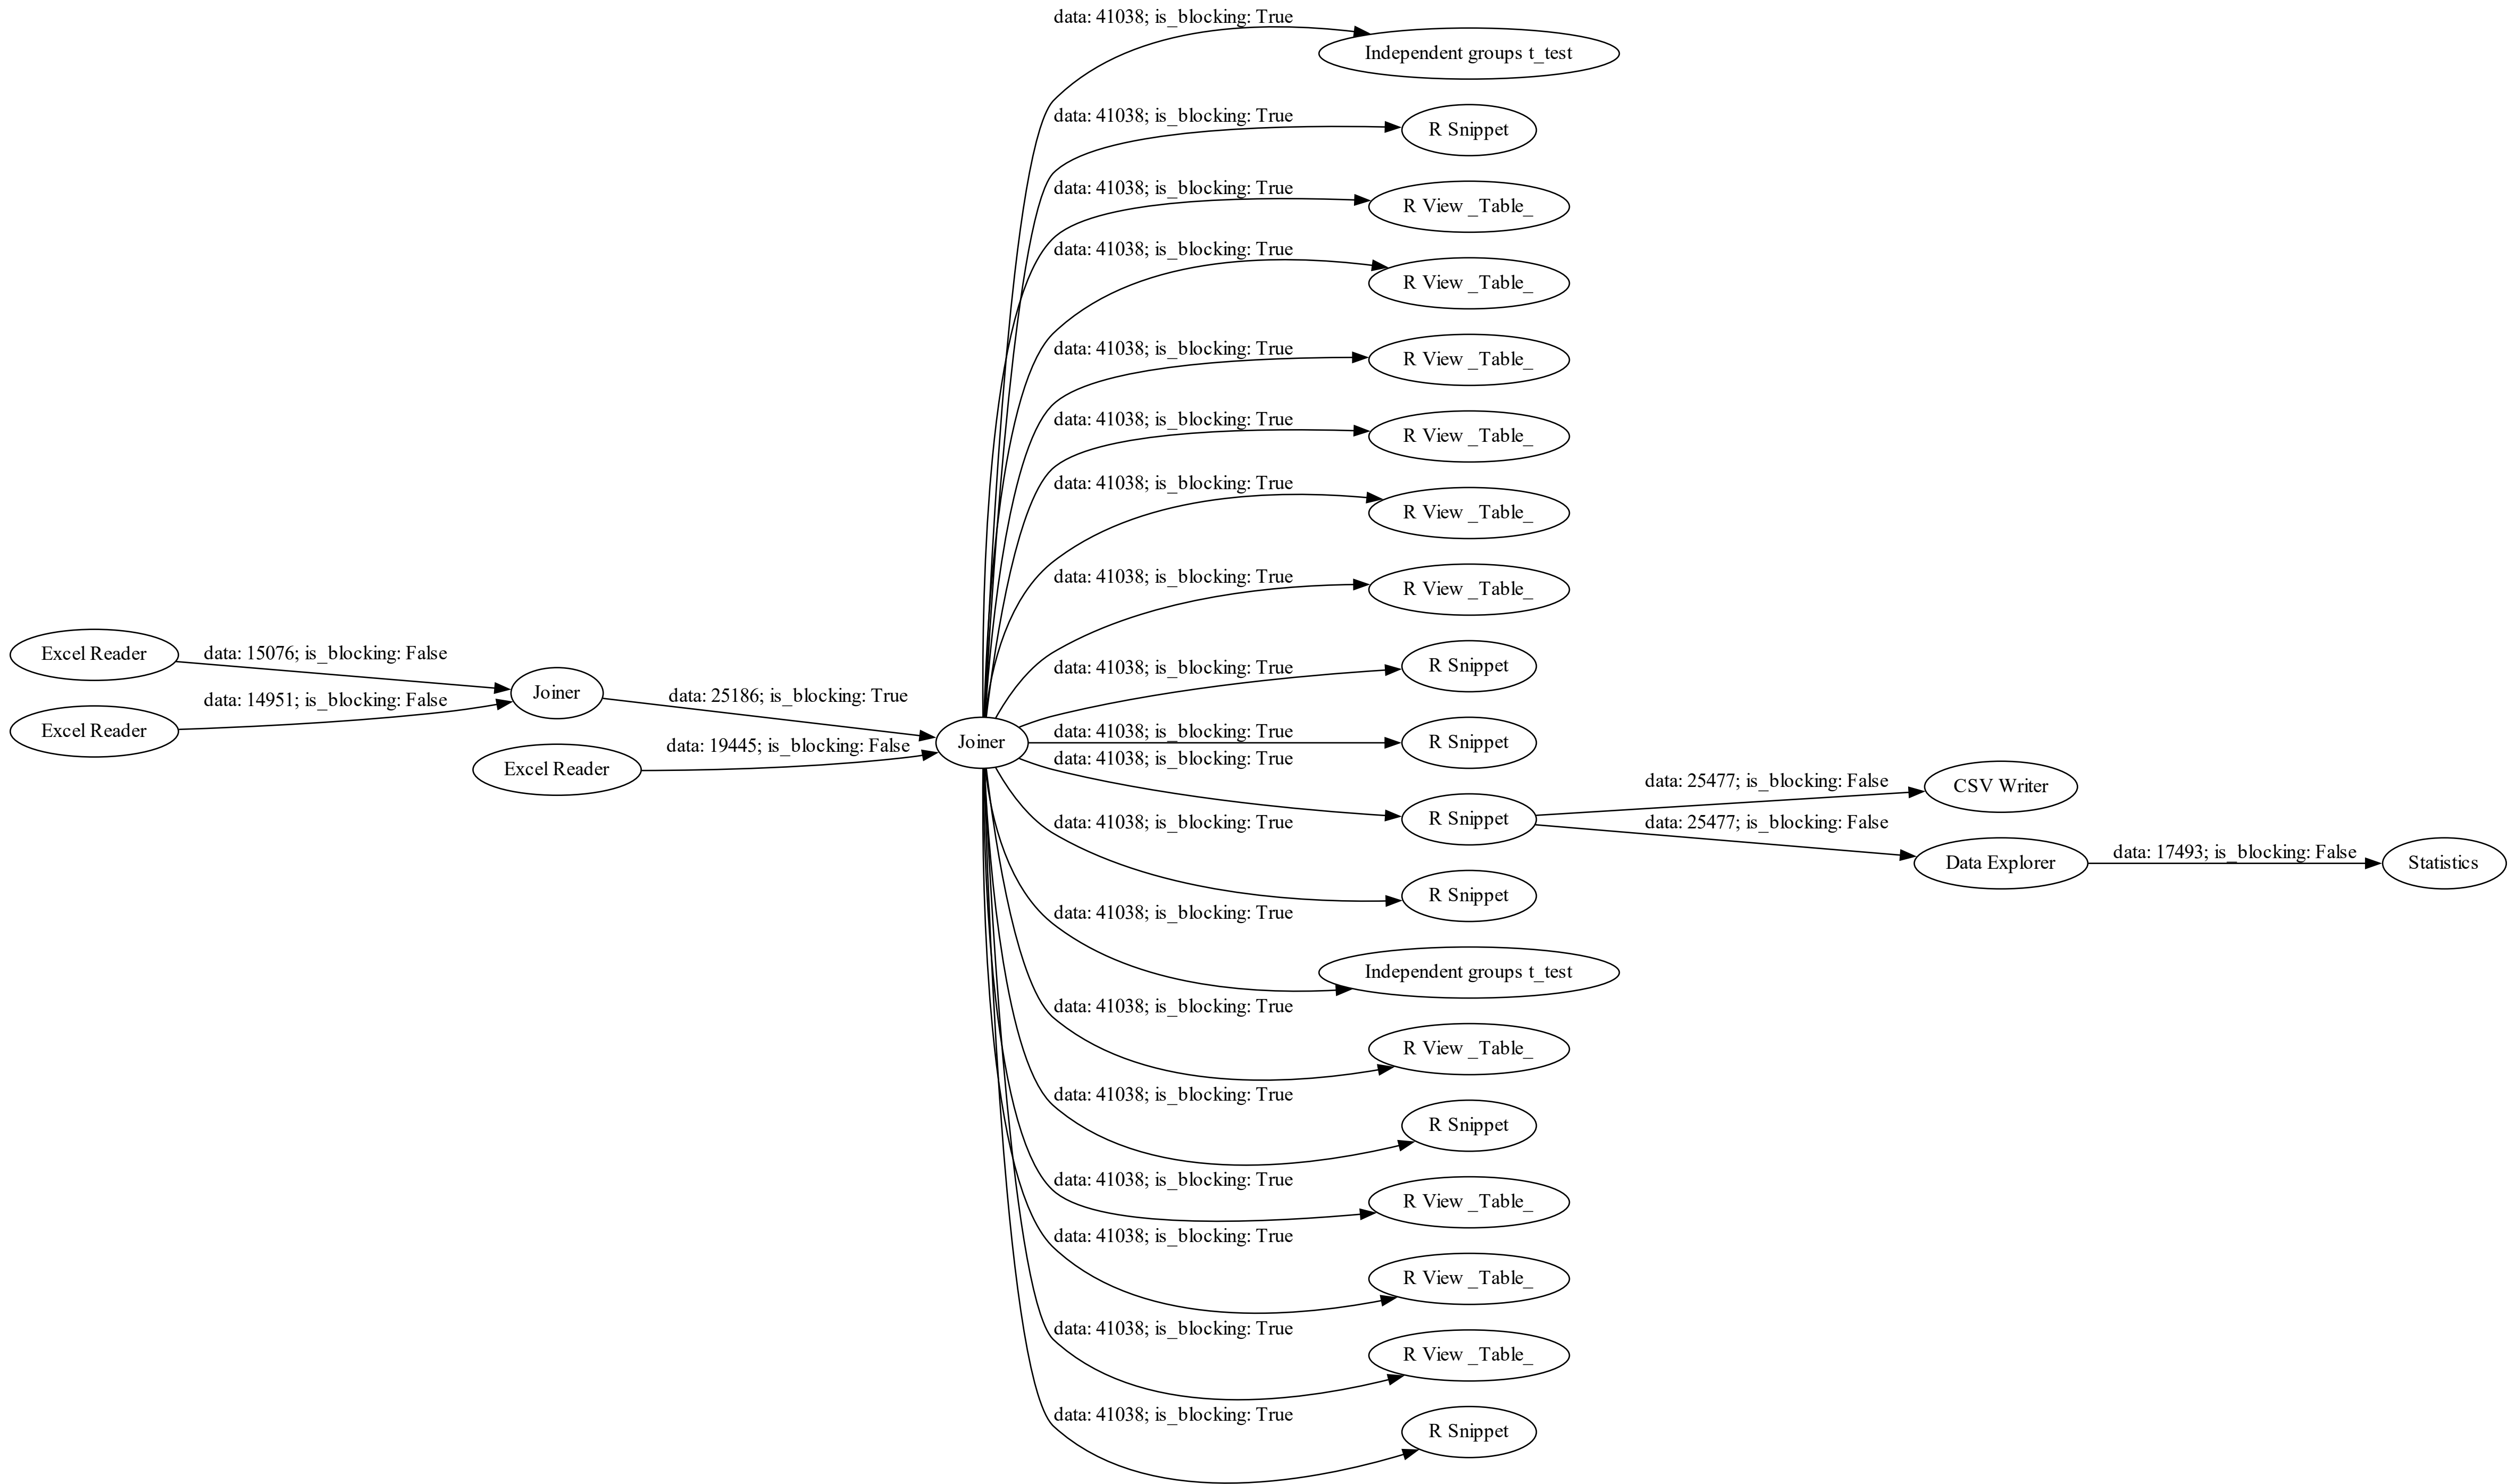 data: 41038; is_blocking: True
Independent groups t_test
data: 41038; is_blocking: True
R Snippet
data: 41038; is_blocking: True
R View _Table_
data: 41038; is_blocking: True
R View _Table_
data: 41038; is_blocking: True
R View _Table_
data: 41038; is_blocking: True
R View _Table_
data: 41038; is_blocking: True
R View _Table_
data: 41038; is_blocking: True
R View _Table_
Excel Reader
data: 15076; is_blocking: False
Excel Reader
data: 14951; is_blocking: False
Joiner
data: 25186; is_blocking: True
Excel Reader
data: 19445; is_blocking: False
Joiner
data: 41038; is_blocking: True
R Snippet
data: 41038; is_blocking: True
R Snippet
data: 41038; is_blocking: True
R Snippet
data: 25477; is_blocking: False
CSV Writer
data: 25477; is_blocking: False
Data Explorer
data: 17493; is_blocking: False
Statistics
data: 41038; is_blocking: True
R Snippet
data: 41038; is_blocking: True
Independent groups t_test
data: 41038; is_blocking: True
R View _Table_
data: 41038; is_blocking: True
R Snippet
data: 41038; is_blocking: True
R View _Table_
data: 41038; is_blocking: True
R View _Table_
data: 41038; is_blocking: True
R View _Table_
data: 41038; is_blocking: True
R Snippet